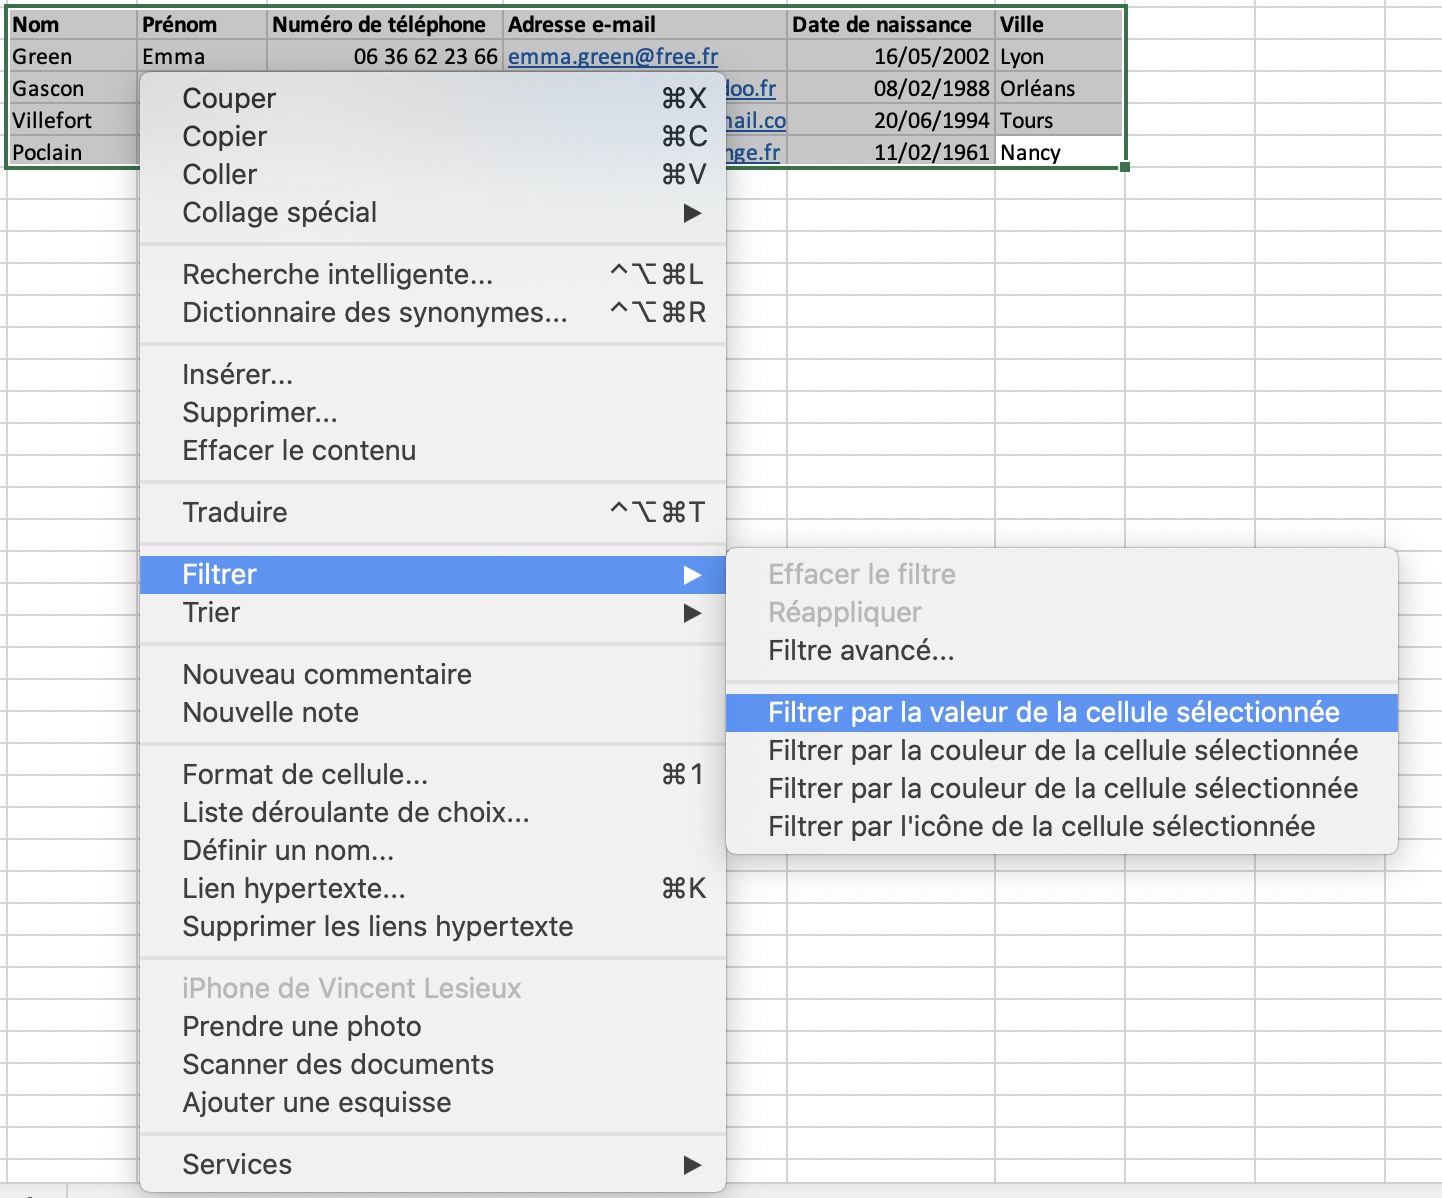 Nom Prénom Numéro de téléphone Adresse e-mail Date de naissance Ville
Green Emma 06 36 62 23 66 emma.green@free.fr 16/05/2002 Lyon
Gascon doo.fr 08/02/1988 Orléans
Villefort nail.co 20/06/1994 Tours
Poclain nge.fr 11/02/1961 Nancy
Couper ⌘X
Copier ⌘C
Coller ⌘V
Collage spécial ▶
Recherche intelligente... ^⌥⌘L
Dictionnaire des synonymes... ^⌥⌘R
Insérer...
Supprimer...
Effacer le contenu
Traduire ^⌥⌘T
Filtrer ▶
Trier ▶
Nouveau commentaire
Nouvelle note
Format de cellule... ⌘1
Liste déroulante de choix...
Définir un nom...
Lien hypertexte... ⌘K
Supprimer les liens hypertexte
iPhone de Vincent Lesieux
Prendre une photo
Scanner des documents
Ajouter une esquisse
Services ▶
Effacer le filtre
Réappliquer
Filtre avancé...
Filtrer par la valeur de la cellule sélectionnée
Filtrer par la couleur de la cellule sélectionnée
Filtrer par la couleur de la cellule sélectionnée
Filtrer par l'icône de la cellule sélectionnée